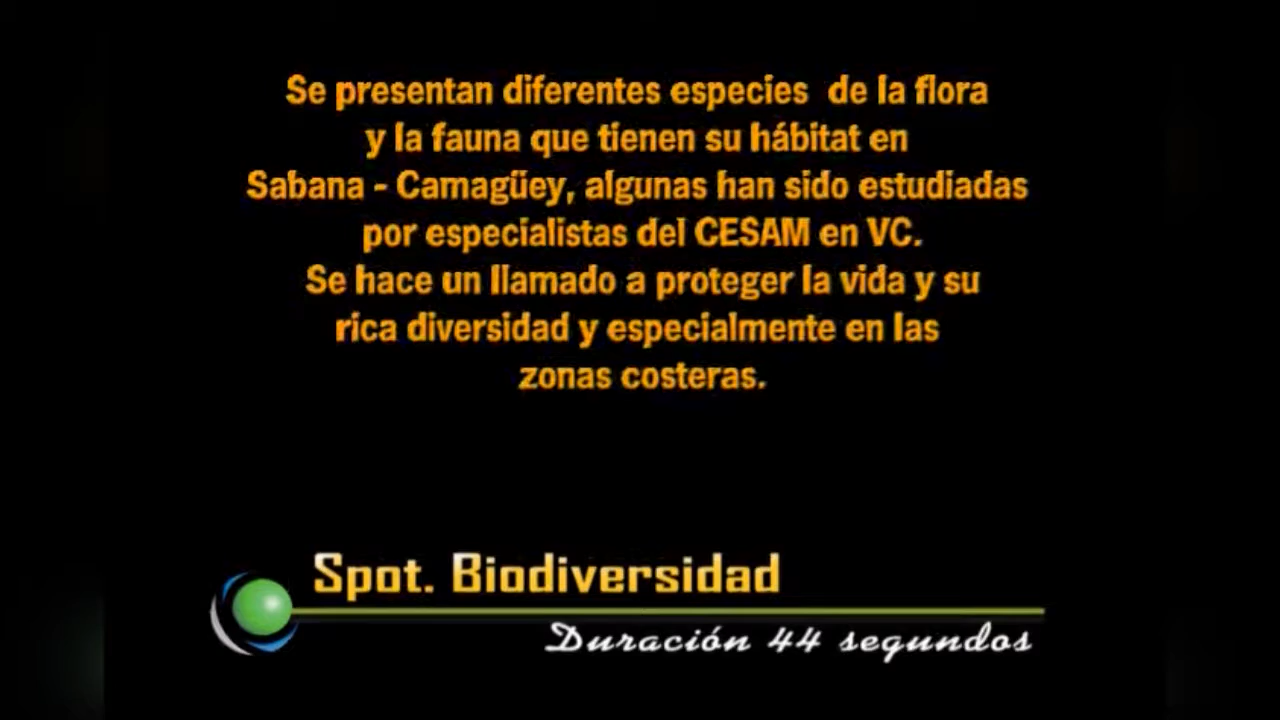 Se presentan diferentes especies de la flora
y la fauna que tienen su hábitat en
Sabana - Camagüey, algunas han sido estudiadas
por especialistas del CESAM en VC.
Se hace un llamado a proteger la vida y su
rica diversidad y especialmente en las
zonas costeras.
Spot. Biodiversidad
Duración 44 segundos